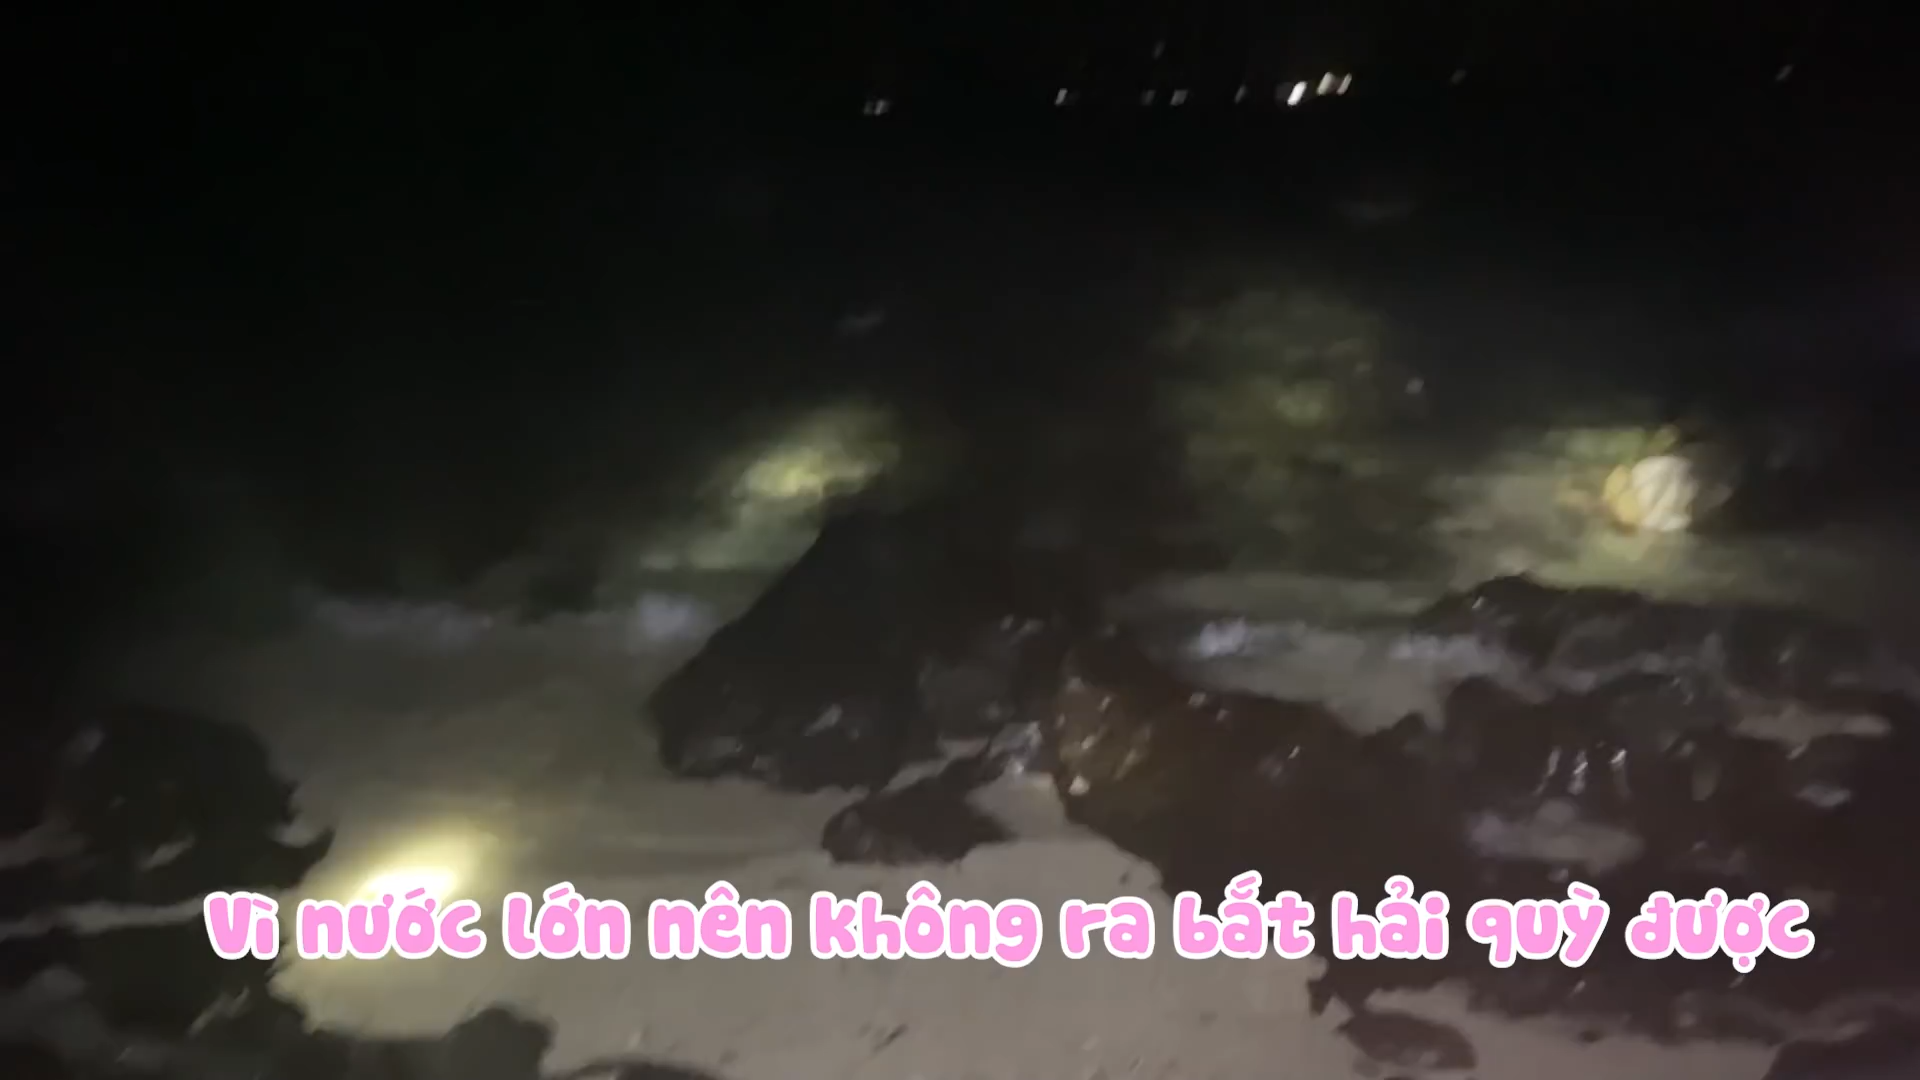 Vì nước lớn nên không ra bắt hải quỳ được